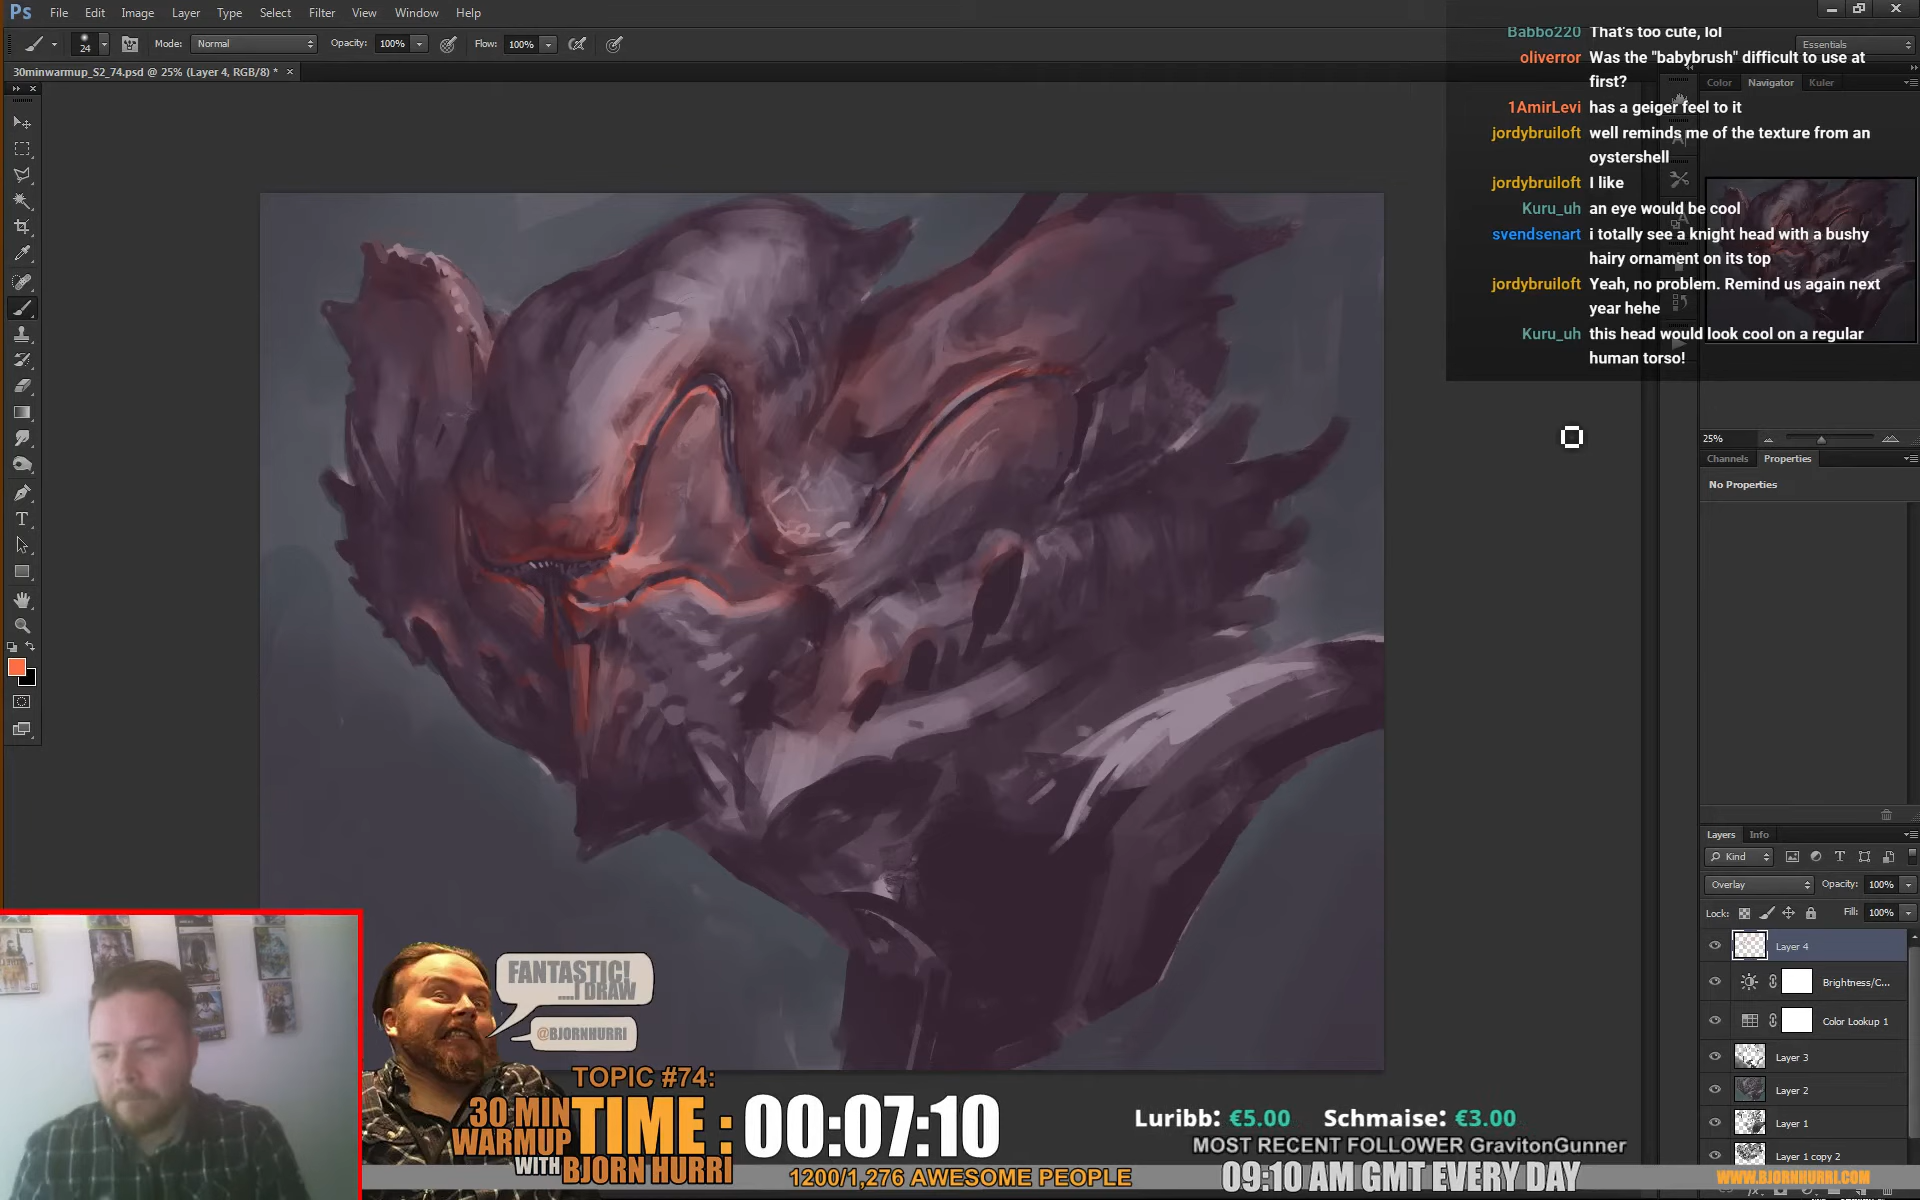 Ps File Edit Image Layer Type Select Filter View Window Help
24 Mode: Normal Opacity: 100% Flow: 100%
Essentials
30minwarmup_S2_74.psd @ 25% (Layer 4, RGB/8) * ×
Babbo220 That's too cute, lol
oliverror Was the "babybrush" difficult to use at
first?
1AmirLevi has a geiger feel to it
jordybruiloft well reminds me of the texture from an
oystershell
jordybruiloft I like
Kuru_uh an eye would be cool
svendsenart i totally see a knight head with a bushy
hairy ornament on its top
jordybruiloft Yeah, no problem. Remind us again next
year hehe
Kuru_uh this head would look cool on a regular
human torso!
Color Navigator Kuler
25%
Channels Properties
No Properties
Layers Info
Kind
Overlay Opacity: 100%
Lock: Fill: 100%
Layer 4
Brightness/C...
Color Lookup 1
Layer 3
Layer 2
Layer 1
Layer 1 copy 2
FANTASTIC!
....I DRAW
@BJORNHURRI
TOPIC #74:
30 MIN
WARMUP
WITH BJORN HURRI
TIME : 00:07:10
1200/1,276 AWESOME PEOPLE
Luribb: €5.00 Schmaise: €3.00
MOST RECENT FOLLOWER GravitonGunner
09:10 AM GMT EVERY DAY
WWW.BJORNHURRI.COM